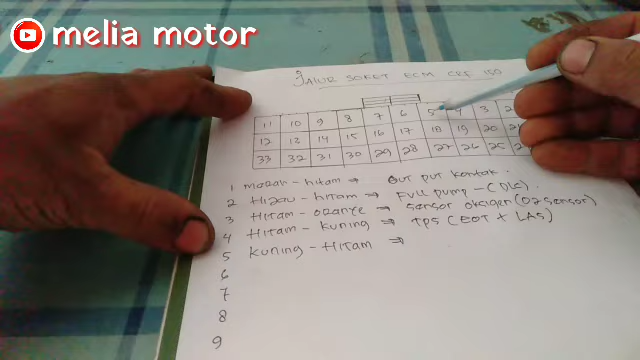 melia motor
JALUR SOKET ECM CRF 150
11 10 9 8 7 6 5 4 3 2
12 13 14 15 16 17 18 19 20
33 32 31 30 29 28 27 26 25
1 merah - hitam ⇒ OUT PUT KONTAK.
2 Hijau - hitam ⇒ FULL PUMP - (DLC).
3 Hitam - orange ⇒ sensor oksigen (O2 sensor)
4 Hitam - kuning ⇒ TPS (EOT + LAS)
5 kuning - Hitam ⇒
6
7
8
9